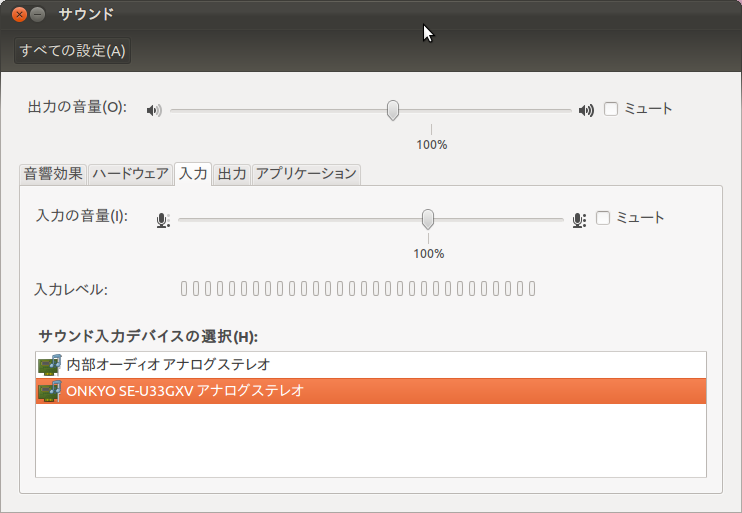 サウンド
すべての設定(A)
出力の音量(O):
ミュート
100%
音響効果 ハードウェア 入力 出力 アプリケーション
入力の音量(I):
ミュート
100%
入力レベル:
サウンド入力デバイスの選択(H):
内部オーディオ アナログステレオ
ONKYO SE-U33GXV アナログステレオ